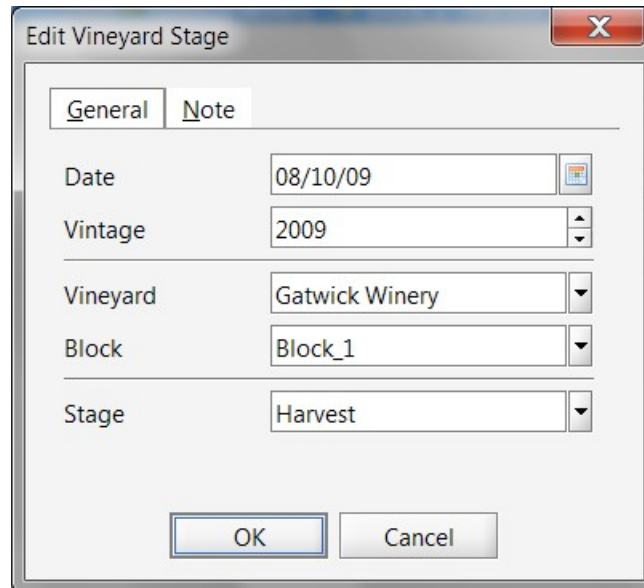 Edit Vineyard Stage
General Note
Date 08/10/09
Vintage 2009
Vineyard Gatwick Winery
Block Block_1
Stage Harvest
OK Cancel